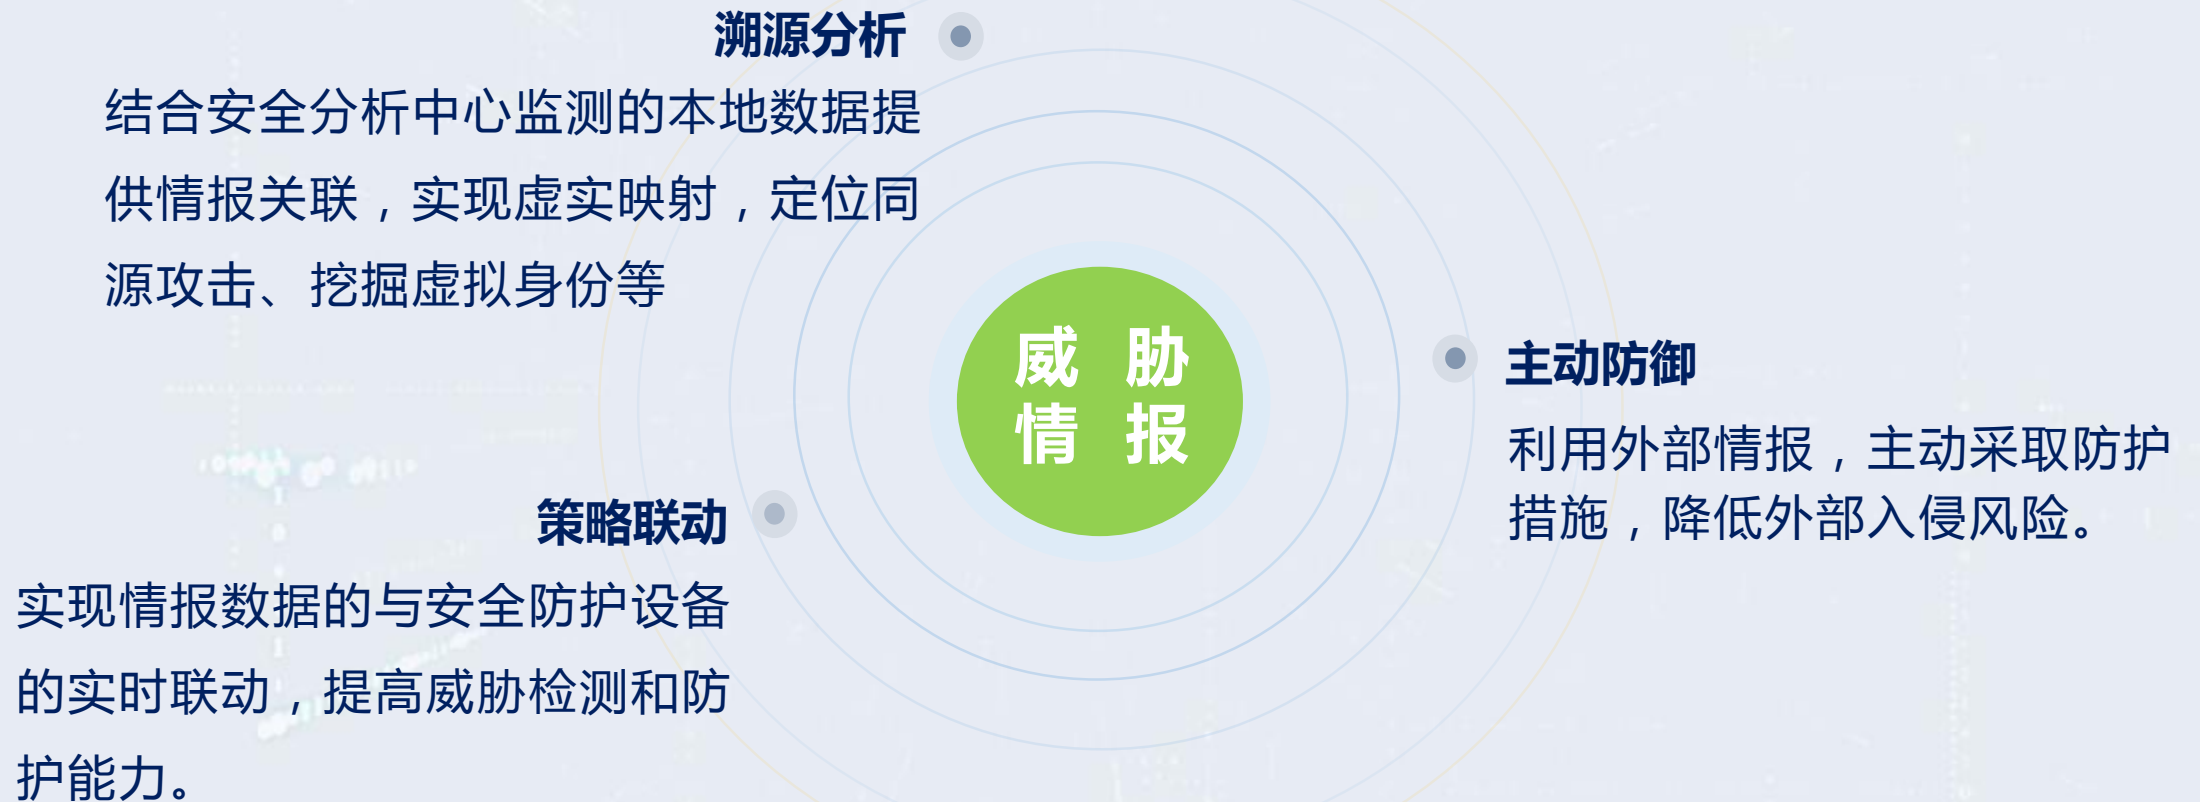 溯源分析
结合安全分析中心监测的本地数据提
供情报关联，实现虚实映射，定位同
源攻击、挖掘虚拟身份等
威 胁
情 报
主动防御
利用外部情报，主动采取防护
措施，降低外部入侵风险。
策略联动
实现情报数据的与安全防护设备
的实时联动，提高威胁检测和防
护能力。